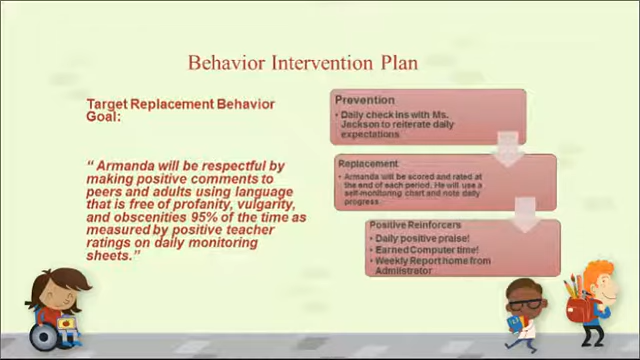 Behavior Intervention Plan
Target Replacement Behavior
Goal:
“ Armanda will be respectful by
making positive comments to
peers and adults using language
that is free of profanity, vulgarity,
and obscenities 95% of the time as
measured by positive teacher
ratings on daily monitoring
sheets.”
Prevention
• Daily check ins with Ms.
Jackson to reiterate daily
expectations
Replacement
• Armanda will be scored and rated at
the end of each period. He will use a
self-monitoring chart and note daily
progress
Positive Reinforcers
• Daily positive praise!
• Earned Computer time!
• Weekly Report home from
Admiistrator